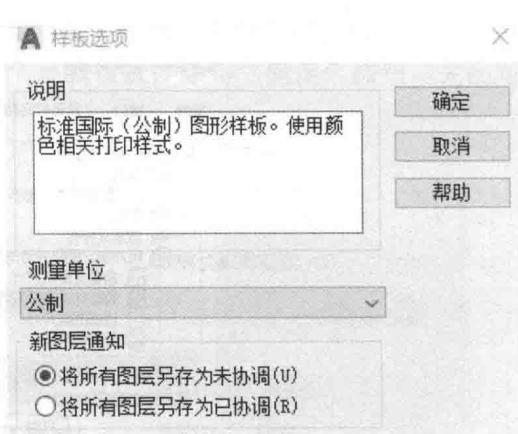 样板选项
说明
标准国际（公制）图形样板。使用颜
色相关打印样式。
确定
取消
帮助
测量单位
公制
新图层通知
将所有图层另存为未协调(U)
将所有图层另存为已协调(R)